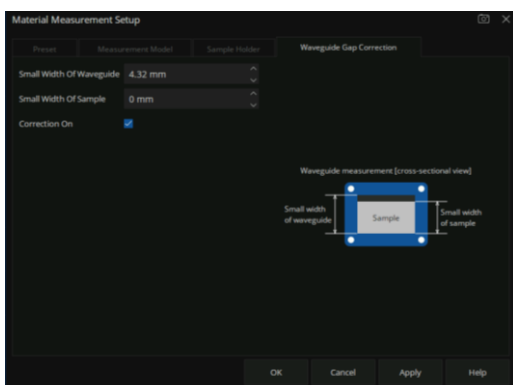 Material Measurement Setup
Preset Measurement Model Sample Holder Waveguide Gap Correction
Small Width Of Waveguide 4.32 mm
Small Width Of Sample 0 mm
Correction On
Waveguide measurement [cross-sectional view]
Small width
of waveguide
Sample
Small width
of sample
OK Cancel Apply Help